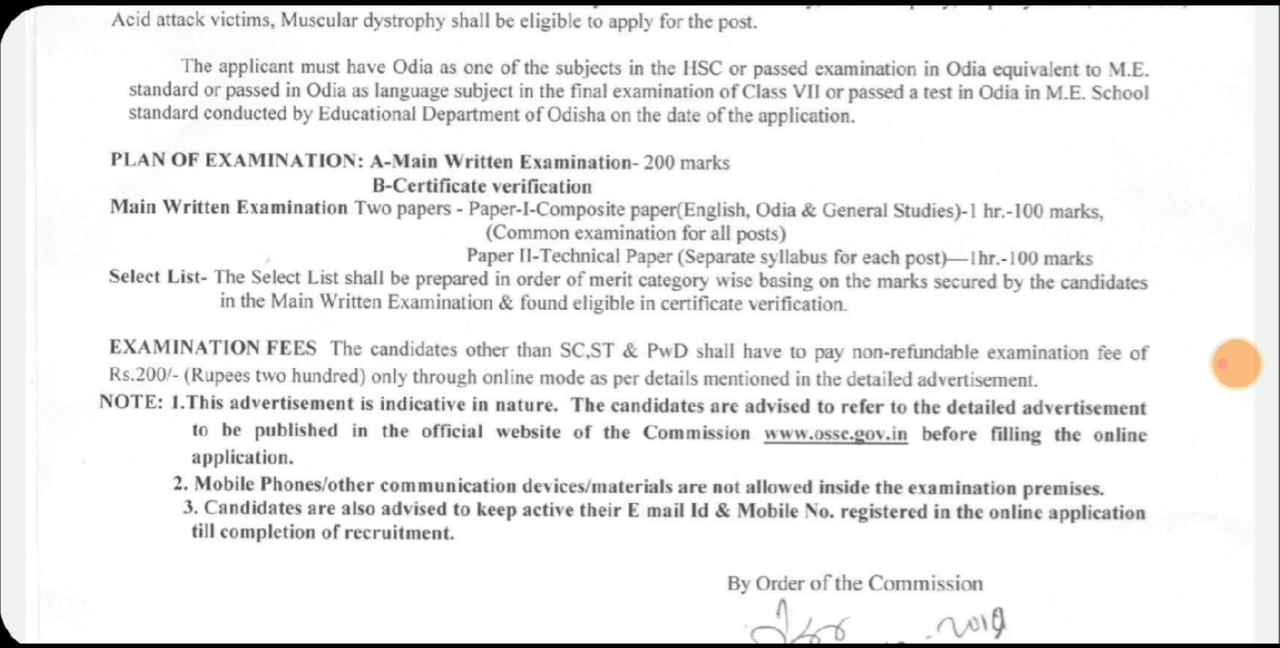 Acid attack victims, Muscular dystrophy shall be eligible to apply for the post.
The applicant must have Odia as one of the subjects in the HSC or passed examination in Odia equivalent to M.E.
standard or passed in Odia as language subject in the final examination of Class VII or passed a test in Odia in M.E. School
standard conducted by Educational Department of Odisha on the date of the application.
PLAN OF EXAMINATION: A-Main Written Examination- 200 marks
B-Certificate verification
Main Written Examination Two papers - Paper-I-Composite paper(English, Odia & General Studies)-1 hr.-100 marks,
(Common examination for all posts)
Paper II-Technical Paper (Separate syllabus for each post)—1hr.-100 marks
Select List- The Select List shall be prepared in order of merit category wise basing on the marks secured by the candidates
in the Main Written Examination & found eligible in certificate verification.
EXAMINATION FEES The candidates other than SC,ST & PwD shall have to pay non-refundable examination fee of
Rs.200/- (Rupees two hundred) only through online mode as per details mentioned in the detailed advertisement.
NOTE: 1.This advertisement is indicative in nature. The candidates are advised to refer to the detailed advertisement
to be published in the official website of the Commission www.ossc.gov.in before filling the online
application.
2. Mobile Phones/other communication devices/materials are not allowed inside the examination premises.
3. Candidates are also advised to keep active their E mail Id & Mobile No. registered in the online application
till completion of recruitment.
By Order of the Commission
2019